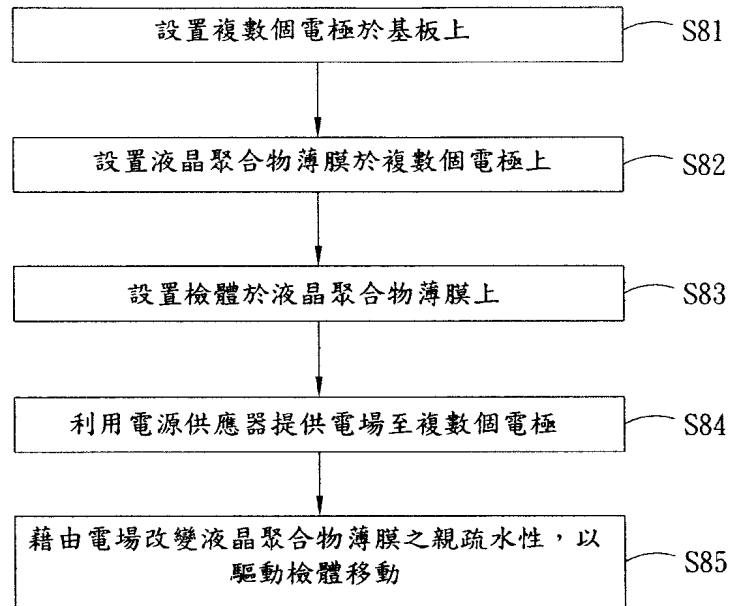 設置複數個電極於基板上
S81
設置液晶聚合物薄膜於複數個電極上
S82
設置檢體於液晶聚合物薄膜上
S83
利用電源供應器提供電場至複數個電極
S84
藉由電場改變液晶聚合物薄膜之親疏水性，以
驅動檢體移動
S85